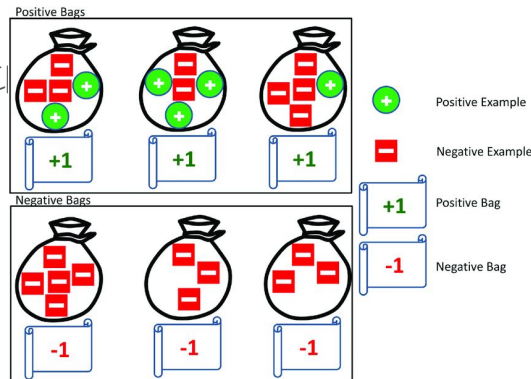 Positive Bags
+1
+1
+1
Negative Bags
-1
-1
-1
Positive Example
Negative Example
+1
Positive Bag
-1
Negative Bag